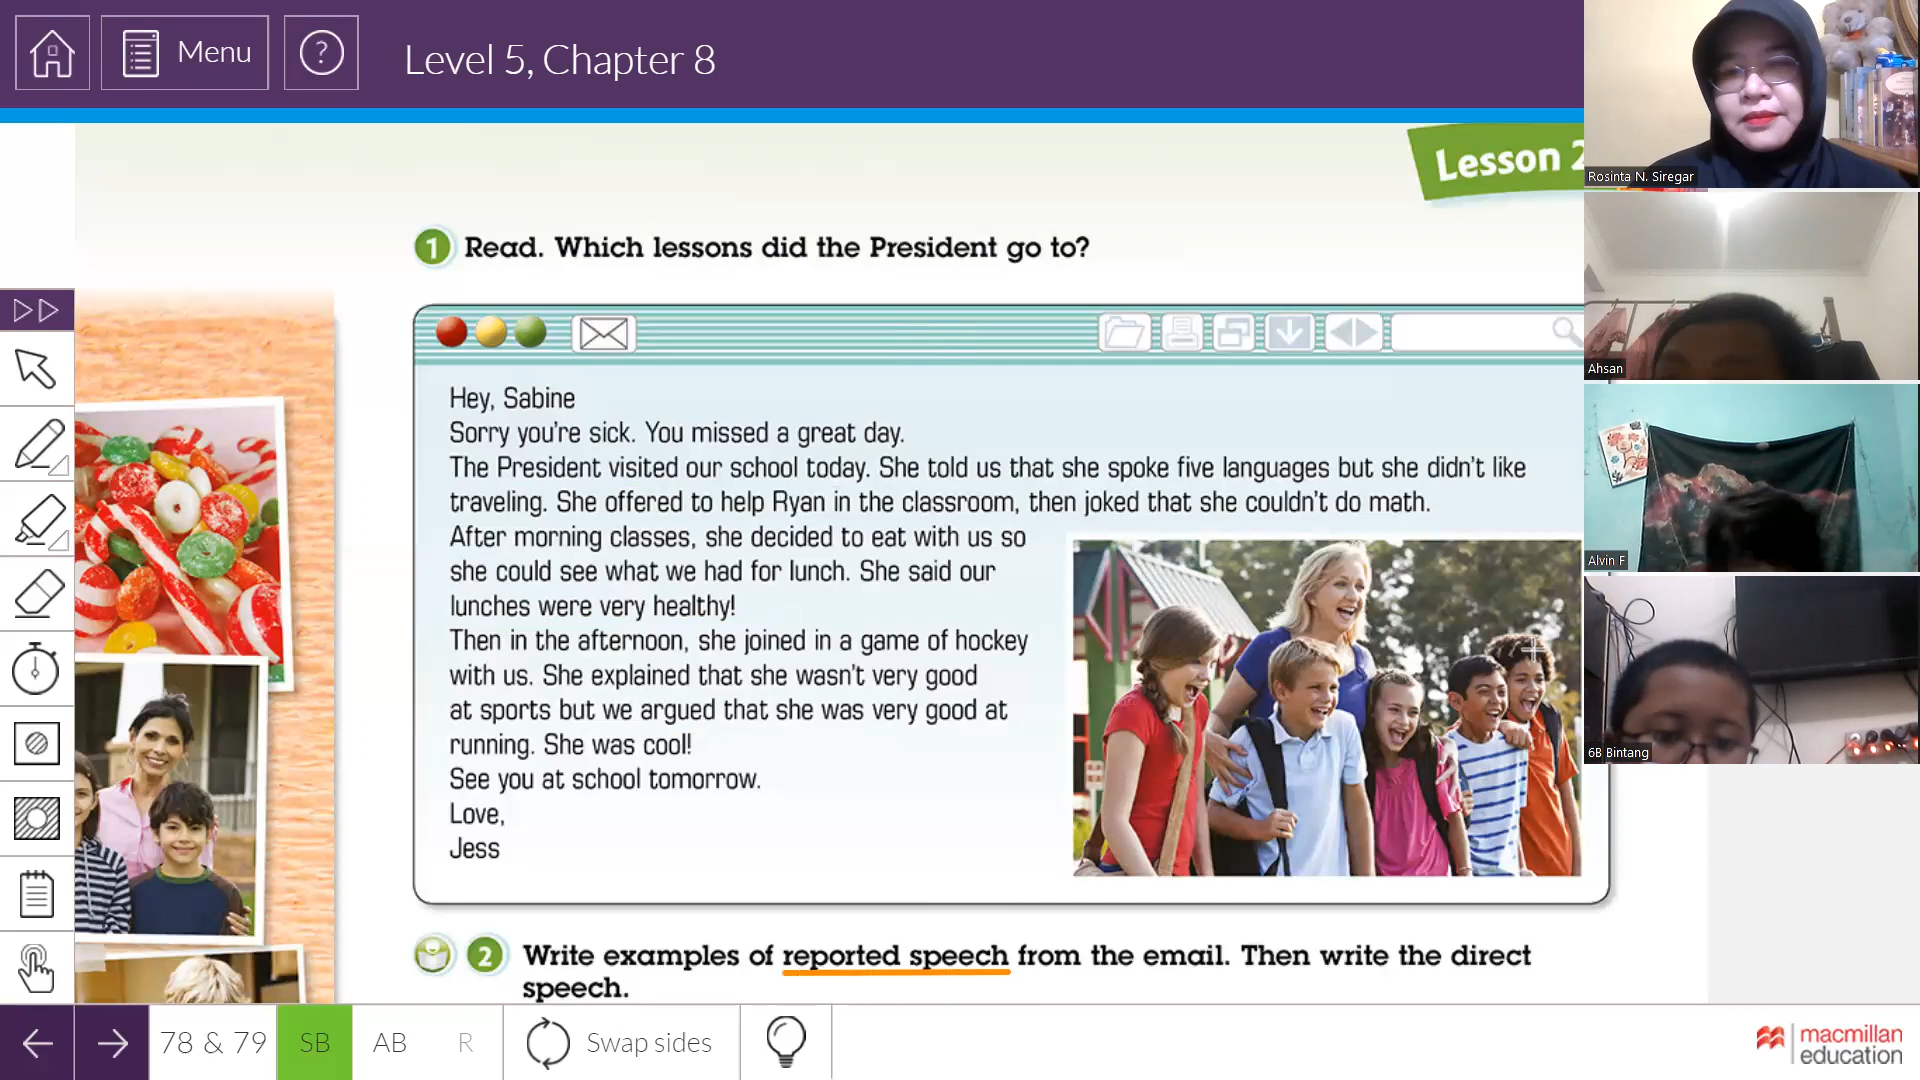 Menu
?
Level 5, Chapter 8
Lesson 2
1 Read. Which lessons did the President go to?
Hey, Sabine
Sorry you're sick. You missed a great day.
The President visited our school today. She told us that she spoke five languages but she didn't like
traveling. She offered to help Ryan in the classroom, then joked that she couldn't do math.
After morning classes, she decided to eat with us so
she could see what we had for lunch. She said our
lunches were very healthy!
Then in the afternoon, she joined in a game of hockey
with us. She explained that she wasn't very good
at sports but we argued that she was very good at
running. She was cool!
See you at school tomorrow.
Love,
Jess
2 Write examples of reported speech from the email. Then write the direct
speech.
78 & 79
SB
AB
R
Swap sides
macmillan
education
Rosinta N. Siregar
Ahsan
Alvin F
6B Bintang